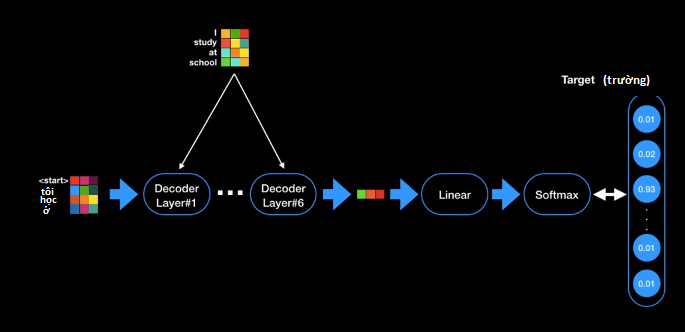 I
study
at
school
Target (trường)
<start>
tôi
học
ở
Decoder
Layer#1
...
Decoder
Layer#6
Linear
Softmax
0.01
0.02
0.93
.
.
.
0.01
0.01